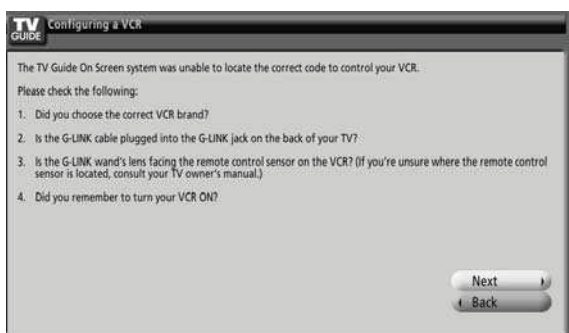 TV
GUIDE
Configuring a VCR
The TV Guide On Screen system was unable to locate the correct code to control your VCR.
Please check the following:
1. Did you choose the correct VCR brand?
2. Is the G-LINK cable plugged into the G-LINK jack on the back of your TV?
3. Is the G-LINK wand's lens facing the remote control sensor on the VCR? (If you're unsure where the remote control
sensor is located, consult your TV owner's manual.)
4. Did you remember to turn your VCR ON?
Next
Back